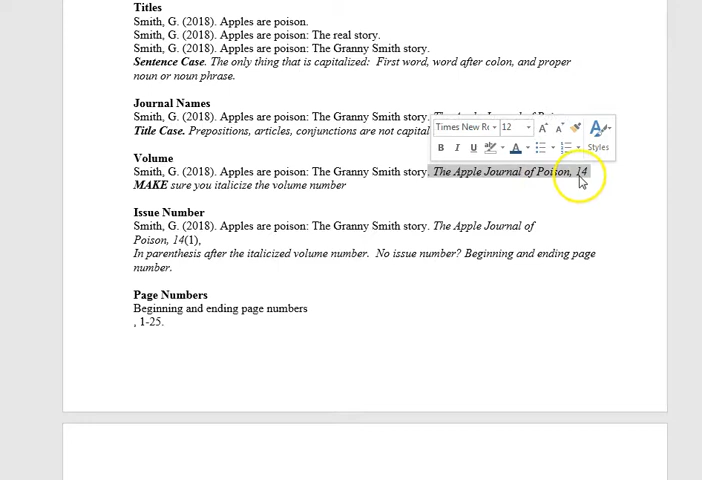 Titles
Smith, G. (2018). Apples are poison.
Smith, G. (2018). Apples are poison: The real story.
Smith, G. (2018). Apples are poison: The Granny Smith story.
Sentence Case. The only thing that is capitalized: First word, word after colon, and proper
noun or noun phrase.
Journal Names
Smith, G. (2018). Apples are poison: The Granny Smith story.
Title Case. Prepositions, articles, conjunctions are not capital
Times New Ro 12 A A A
B I U ab A Styles
Volume
Smith, G. (2018). Apples are poison: The Granny Smith story. The Apple Journal of Poison, 14
MAKE sure you italicize the volume number
Issue Number
Smith, G. (2018). Apples are poison: The Granny Smith story. The Apple Journal of
Poison, 14(1),
In parenthesis after the italicized volume number. No issue number? Beginning and ending page
number.
Page Numbers
Beginning and ending page numbers
, 1-25.